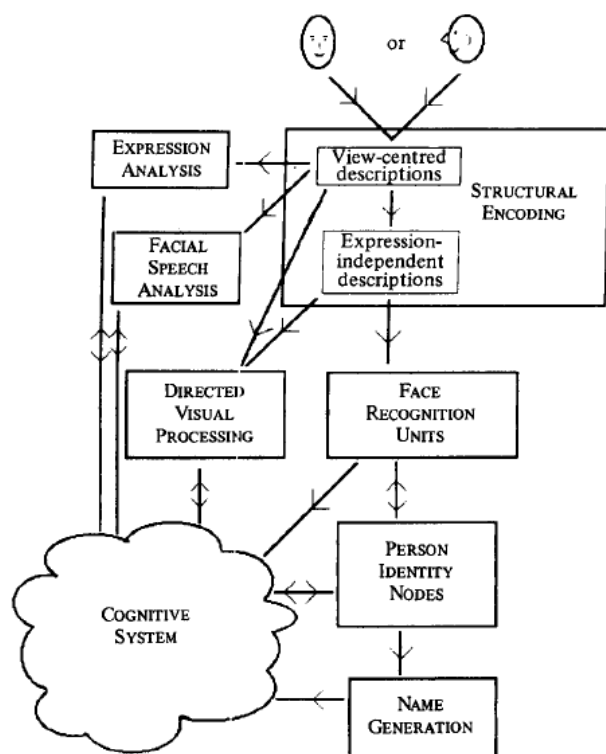 or
EXPRESSION
ANALYSIS
View-centred
descriptions
STRUCTURAL
ENCODING
FACIAL
SPEECH
ANALYSIS
Expression-
independent
descriptions
DIRECTED
VISUAL
PROCESSING
FACE
RECOGNITION
UNITS
COGNITIVE
SYSTEM
PERSON
IDENTITY
NODES
NAME
GENERATION